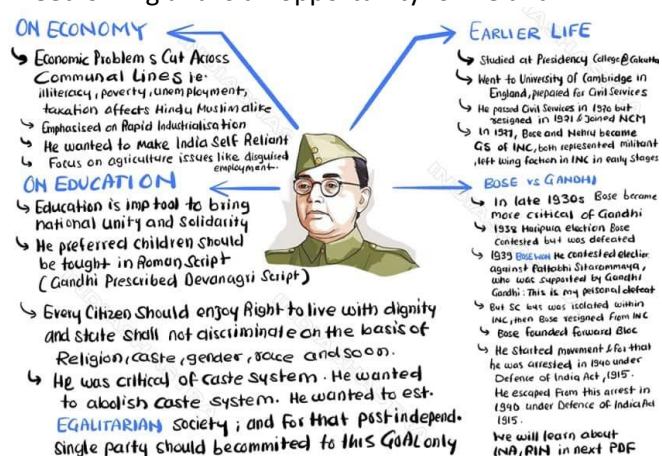 ON ECONOMY
↳ Economic Problems Cut Across
Communal Lines ie.
illiteracy, poverty, unemployment,
taxation affects Hindu Muslim alike
↳ Emphasised on Rapid Industrialisation
↳ He wanted to Make India Self Reliant
↳ Focus on agriculture issues like disguised
employment.
ON EDUCATION
↳ Education is imp tool to bring
national unity and Solidarity
↳ He preferred children should
be tought in Roman Script
(Gandhi Prescribed Devanagri Script)
↳ Every Citizen Should enjoy Right to live with dignity
and state Shall not discriminate on the basis of
Religion, caste, gender, race and so on.
↳ He was critical of caste system. He wanted
to abolish caste system. He wanted to est.
EGALITARIAN society ; and for that post independ.
Single party should be committed to this GOAL only
EARLIER LIFE
↳ Studied at Presidency College @ Calcutta
↳ Went to University of Cambridge in
England, prepared for Civil Services
↳ He passed Civil Services in 1920 but
resigned in 1921 & Joined NCM
↳ In 1927, Bose and Nehru became
GS of INC, both represented militant
, left wing faction in INC in early stages
BOSE vs GANDHI
↳ In late 1930s Bose became
more critical of Gandhi
↳ 1938 Haripura election Bose
Contested but was defeated
↳ 1939 BOSE WON He contested election
against Pattabhi Sitarammaya,
who was supported by Gandhi
Gandhi : This is my personal defeat
↳ But SC was isolated within
INC, then Bose resigned from INC
↳ Bose founded Forward Bloc
↳ He Started movement & for that
he was arrested in 1940 under
Defence of India Act, 1915.
He escaped from this arrest in
1940 under Defence of India Act
1915.
We will learn about
INA, RIN in next PDF